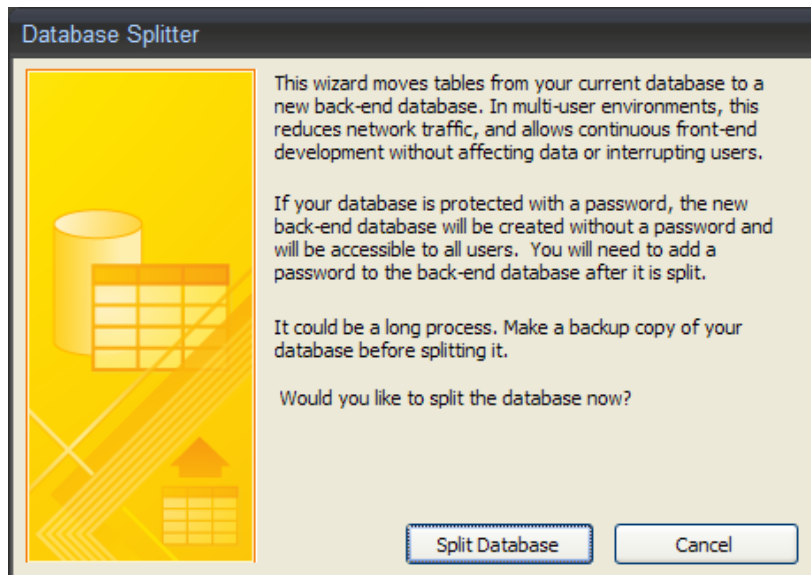 Database Splitter
This wizard moves tables from your current database to a
new back-end database. In multi-user environments, this
reduces network traffic, and allows continuous front-end
development without affecting data or interrupting users.
If your database is protected with a password, the new
back-end database will be created without a password and
will be accessible to all users.  You will need to add a
password to the back-end database after it is split.
It could be a long process. Make a backup copy of your
database before splitting it.
Would you like to split the database now?
Split Database
Cancel